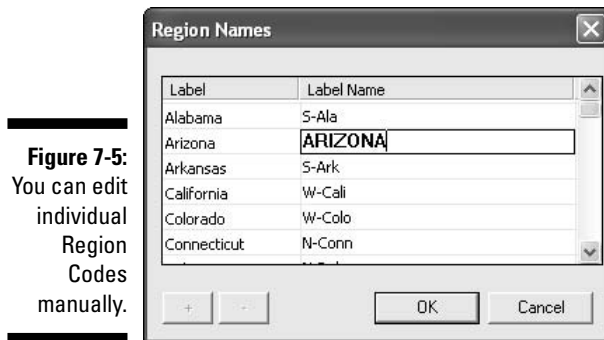 Figure 7-5:
You can edit
individual
Region
Codes
manually.
Region Names
Label Label Name
Alabama S-Ala
Arizona ARIZONA
Arkansas S-Ark
California W-Cali
Colorado W-Colo
Connecticut N-Conn
+ - OK Cancel